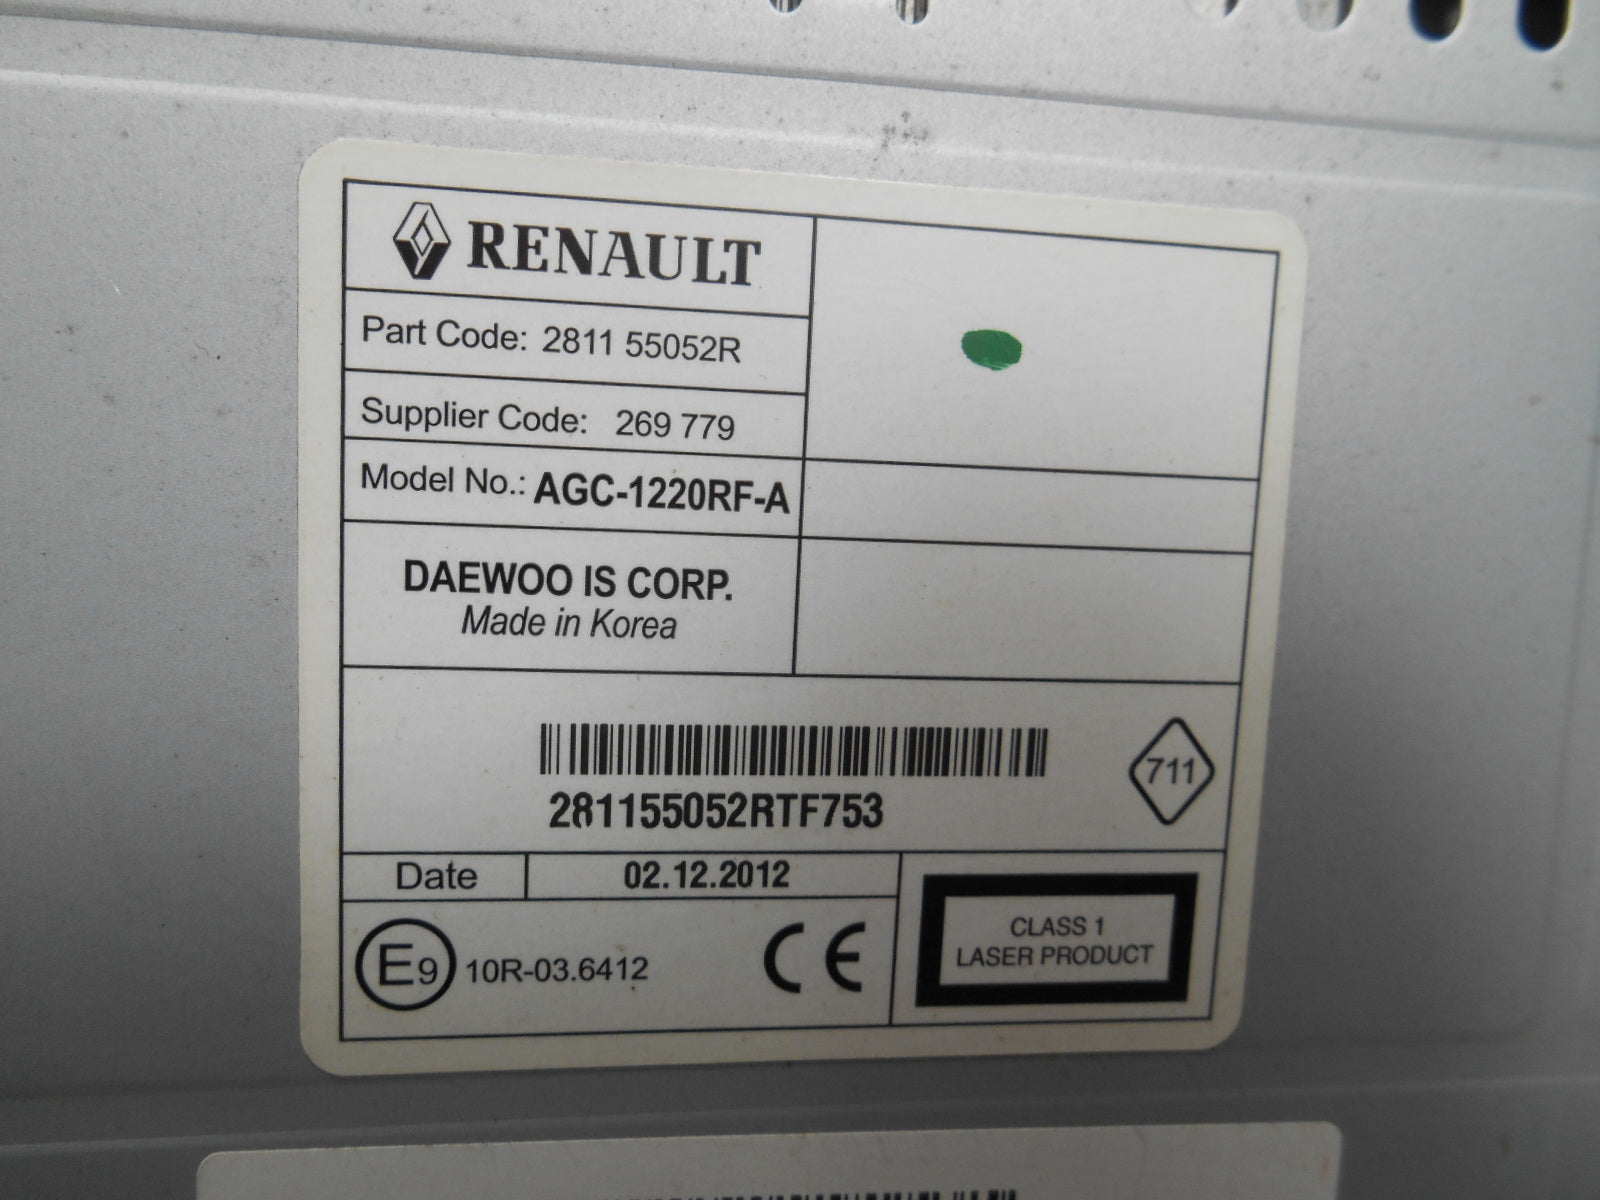 RENAULT
Part Code: 2811 55052R
Supplier Code: 269 779
Model No.: AGC-1220RF-A
DAEWOO IS CORP.
Made in Korea
711
281155052RTF753
Date 02.12.2012
E9 10R-03.6412 CE
CLASS 1
LASER PRODUCT